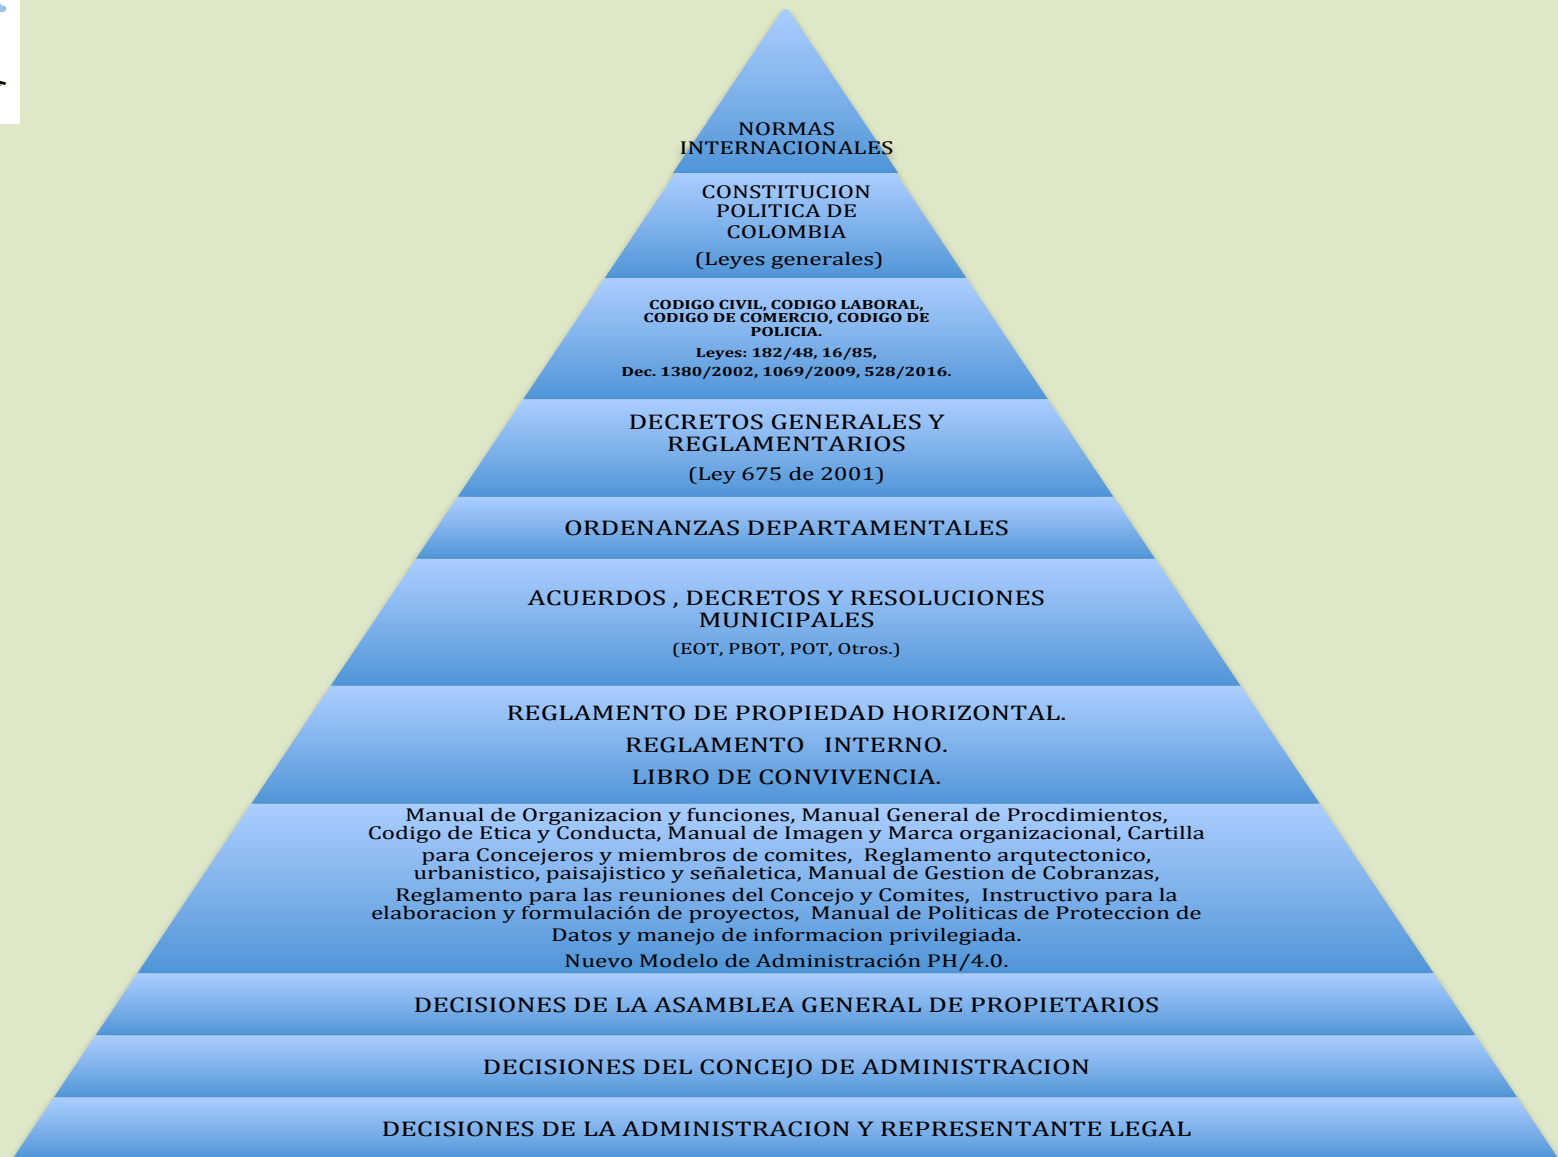 NORMAS
INTERNACIONALES
CONSTITUCION
POLITICA DE
COLOMBIA
(Leyes generales)
CODIGO CIVIL, CODIGO LABORAL,
CODIGO DE COMERCIO, CODIGO DE
POLICIA.
Leyes: 182/48, 16/85,
Dec. 1380/2002, 1069/2009, 528/2016.
DECRETOS GENERALES Y
REGLAMENTARIOS
(Ley 675 de 2001)
ORDENANZAS DEPARTAMENTALES
ACUERDOS , DECRETOS Y RESOLUCIONES
MUNICIPALES
(EOT, PBOT, POT, Otros.)
REGLAMENTO DE PROPIEDAD HORIZONTAL.
REGLAMENTO INTERNO.
LIBRO DE CONVIVENCIA.
Manual de Organizacion y funciones, Manual General de Procdimientos,
Codigo de Etica y Conducta, Manual de Imagen y Marca organizacional, Cartilla
para Concejeros y miembros de comites, Reglamento arqutectonico,
urbanistico, paisajistico y señaletica, Manual de Gestion de Cobranzas,
Reglamento para las reuniones del Concejo y Comites, Instructivo para la
elaboracion y formulación de proyectos, Manual de Politicas de Proteccion de
Datos y manejo de informacion privilegiada.
Nuevo Modelo de Administración PH/4.0.
DECISIONES DE LA ASAMBLEA GENERAL DE PROPIETARIOS
DECISIONES DEL CONCEJO DE ADMINISTRACION
DECISIONES DE LA ADMINISTRACION Y REPRESENTANTE LEGAL